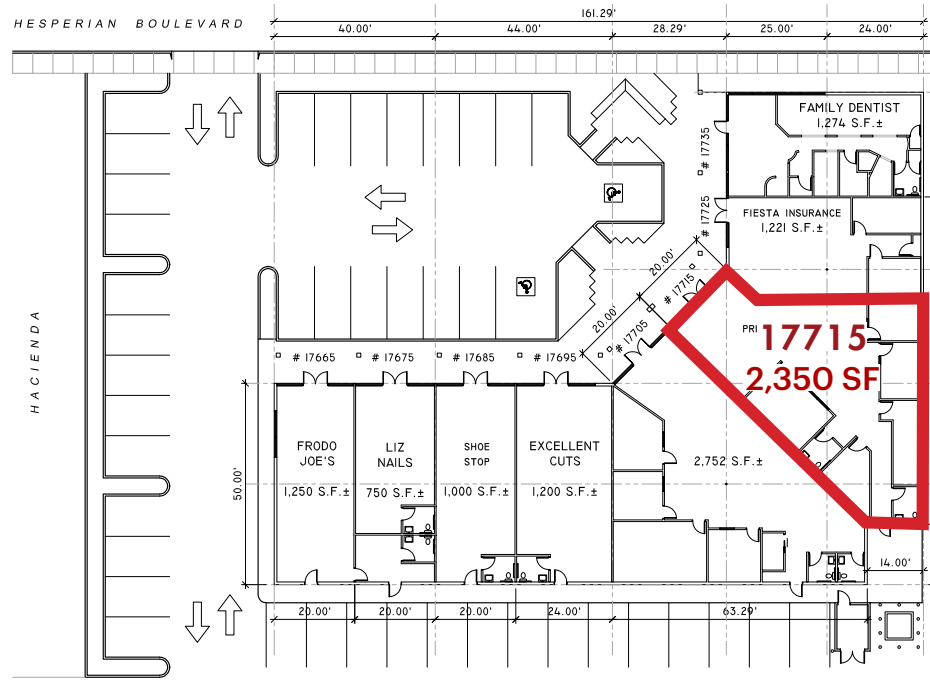 HESPERIAN BOULEVARD
161.29'
40.00'
44.00'
28.29'
25.00'
24.00'
FAMILY DENTIST
1,274 S.F.±
# 17735
# 17725
FIESTA INSURANCE
1,221 S.F.±
20.00'
# 17715
20.00'
# 17705
PRI
17715
2,350 SF
HACIENDA
# 17665
# 17675
# 17685
# 17695
FRODO
JOE'S
1,250 S.F.±
LIZ
NAILS
750 S.F.±
SHOE
STOP
1,000 S.F.±
EXCELLENT
CUTS
1,200 S.F.±
2,752 S.F.±
50.00'
14.00'
20.00'
20.00'
20.00'
24.00'
63.29'